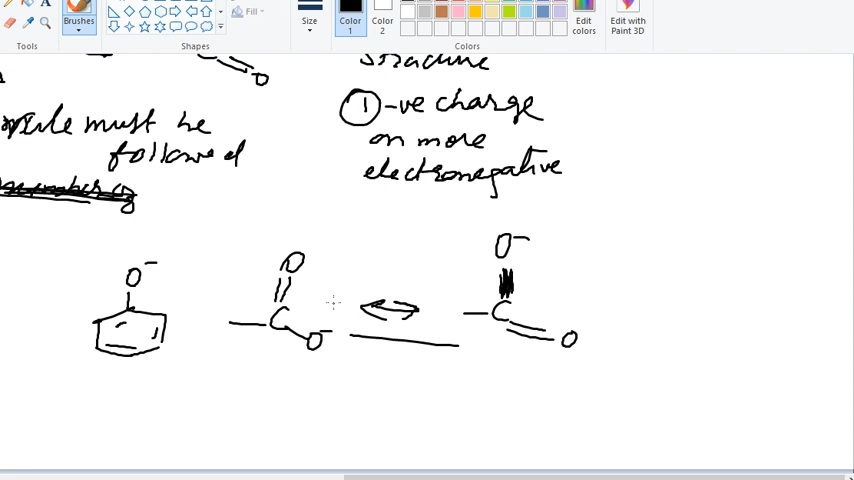 Brushes
Size
Color 1
Color 2
Edit colors
Edit with Paint 3D
Fill
Tools
Shapes
Colors
O
structure
① -ve charge
on more
electronegative
must be
followed
O⁻
O
C
O⁻
O⁻
C
O